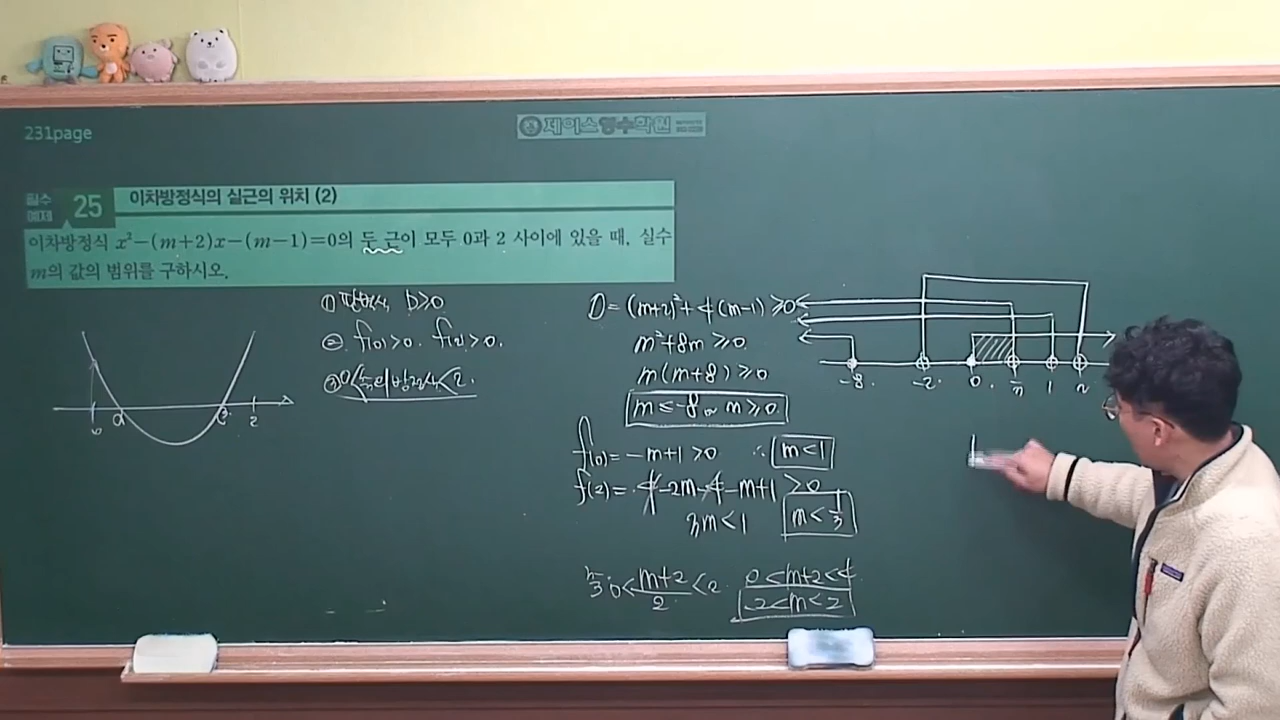 231page
제이스영수학원
필수 예제 25 이차방정식의 실근의 위치 (2)
이차방정식 x²-(m+2)x-(m-1)=0의 두 근이 모두 0과 2 사이에 있을 때, 실수
m의 값의 범위를 구하시오.
① 판별식 D≥0
② f(0)>0. f(2)>0.
③ 0<축의 방정식<2.
0 α β 2
D = (m+2)²+4(m-1)≥0
m²+8m≥0
m(m+8)≥0
m≤-8 or m≥0
f(0)= -m+1>0 ∴ m<1
f(2)= 4-2m-4-m+1>0
3m<1 m<1/3
0<(m+2)/2<2 0<m+2<4
-2<m<2
-8. -2. 0. 1/3 1 2